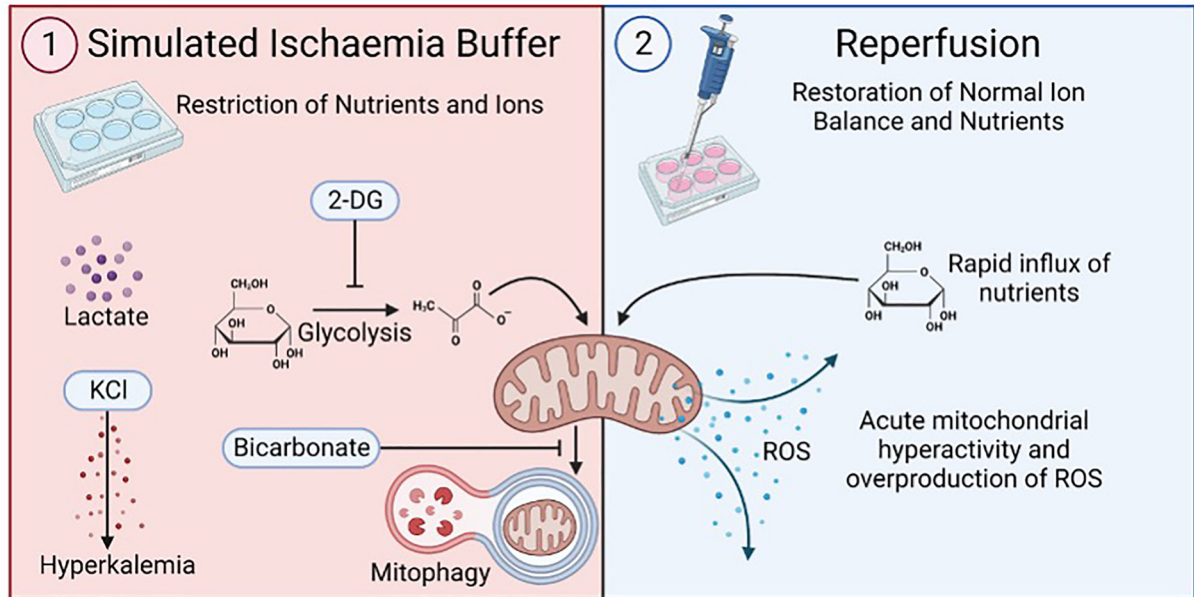 1 Simulated Ischaemia Buffer
Restriction of Nutrients and Ions
2-DG
Lactate
CH₂OH
O
OH
OH
OH
OH
Glycolysis
H₃C
O
O
O⁻
KCl
Bicarbonate
Hyperkalemia
Mitophagy
2 Reperfusion
Restoration of Normal Ion
Balance and Nutrients
CH₂OH
O
OH
OH
OH
OH
Rapid influx of
nutrients
ROS
Acute mitochondrial
hyperactivity and
overproduction of ROS